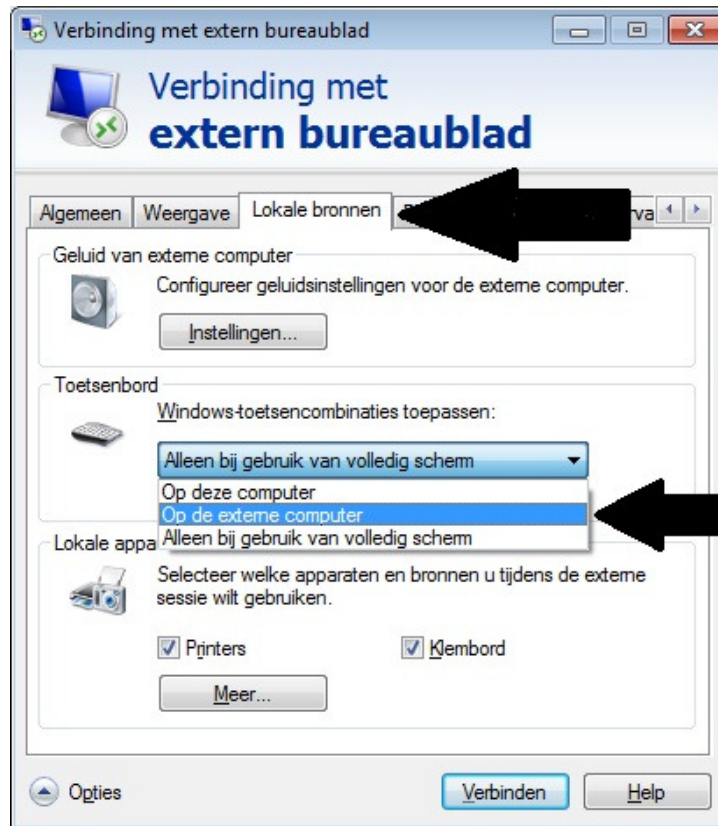 Verbinding met extern bureaublad
Verbinding met
extern bureaublad
Algemeen Weergave Lokale bronnen
Geluid van externe computer
Configureer geluidsinstellingen voor de externe computer.
Instellingen...
Toetsenbord
Windows-toetsencombinaties toepassen:
Alleen bij gebruik van volledig scherm
Op deze computer
Op de externe computer
Alleen bij gebruik van volledig scherm
Lokale
Selecteer welke apparaten en bronnen u tijdens de externe
sessie wilt gebruiken.
Printers Klembord
Meer...
Opties Verbinden Help